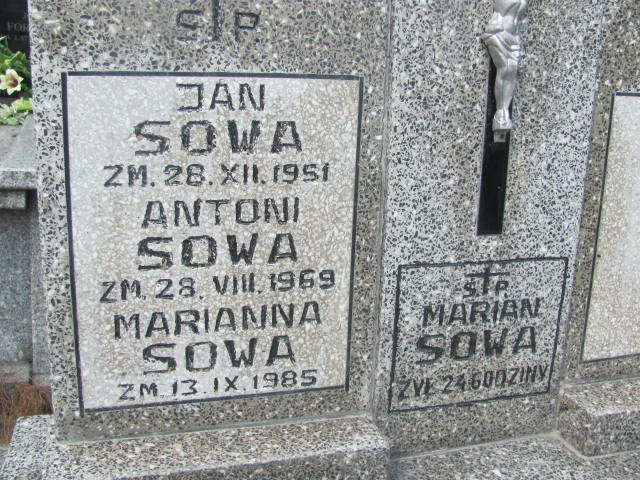 S P
JAN
SOWA
ZM. 28. XII. 1951
ANTONI
SOWA
ZM. 28. VIII. 1969
MARIANNA
SOWA
ZM. 13. IX. 1985
Ś P
MARIAN
SOWA
ŻYŁ 24 GODZINY
FOR